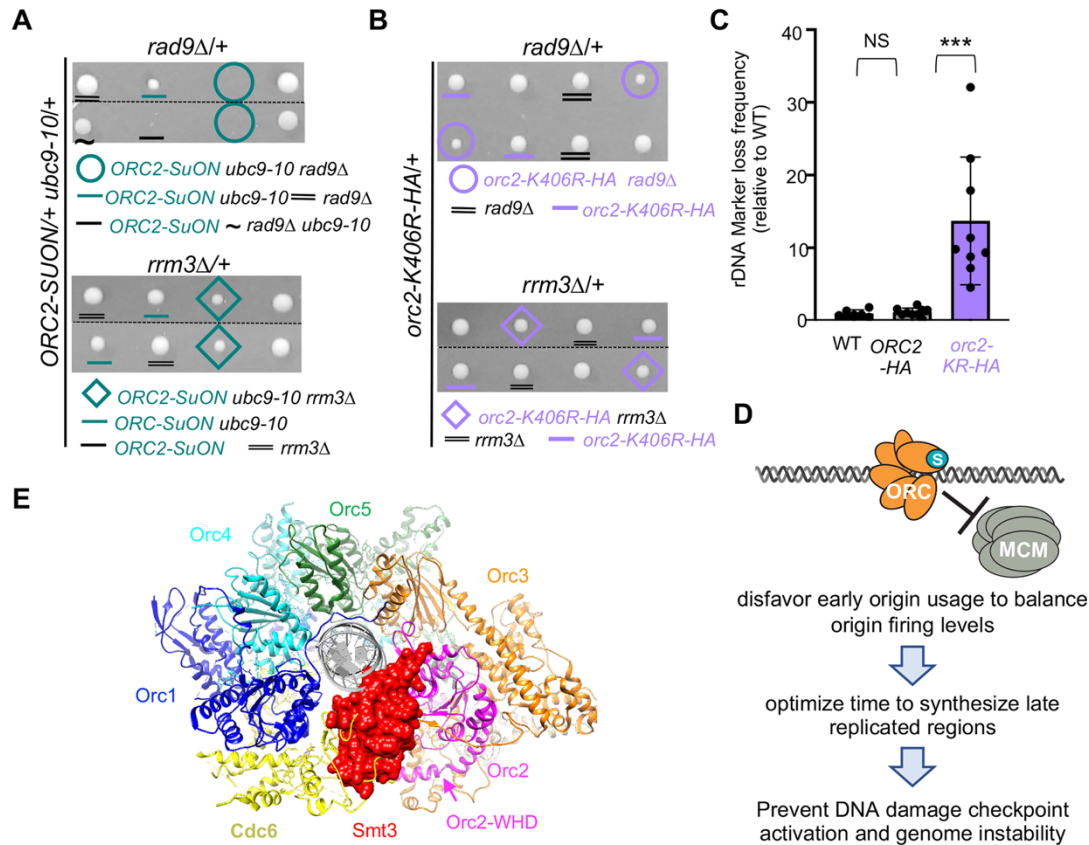 A
rad9Δ/+
ORC2-SUON/+ ubc9-10/+
~
ORC2-SuON ubc9-10 rad9Δ
ORC2-SuON ubc9-10 rad9Δ
ORC2-SuON ~ rad9Δ ubc9-10
rrm3Δ/+
ORC2-SuON ubc9-10 rrm3Δ
ORC-SuON ubc9-10
ORC2-SuON rrm3Δ
B
rad9Δ/+
orc2-K406R-HA/+
orc2-K406R-HA rad9Δ
rad9Δ orc2-K406R-HA
rrm3Δ/+
orc2-K406R-HA rrm3Δ
rrm3Δ orc2-K406R-HA
C
NS
***
rDNA Marker loss frequency
(relative to WT)
40
30
20
10
0
WT
ORC2
-HA
orc2-
KR-HA
D
S
ORC
MCM
disfavor early origin usage to balance
origin firing levels
optimize time to synthesize late
replicated regions
Prevent DNA damage checkpoint
activation and genome instability
E
Orc5
Orc4
Orc3
Orc1
Orc2
Orc2-WHD
Cdc6
Smt3